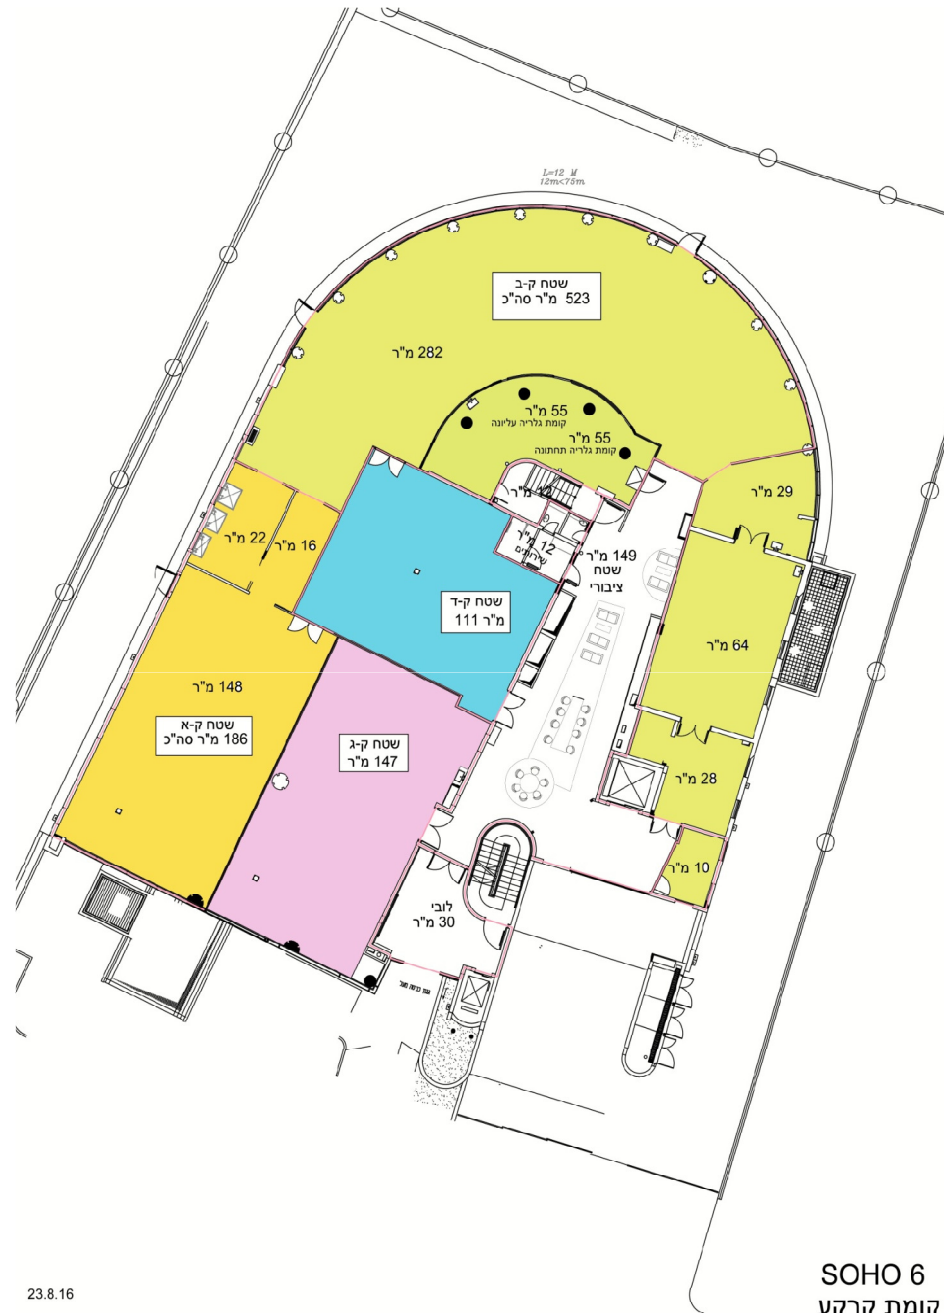 L=12 M
12m<75m
שטח ק-ב
523 מ"ר סה"כ
282 מ"ר
55 מ"ר
קומת גלריה עליונה
55 מ"ר
קומת גלריה תחתונה
29 מ"ר
12 מ"ר
12 מ"ר
שירותים
22 מ"ר
16 מ"ר
149 מ"ר
שטח
ציבורי
שטח ק-ד
111 מ"ר
64 מ"ר
148 מ"ר
שטח ק-א
186 מ"ר סה"כ
שטח ק-ג
147 מ"ר
28 מ"ר
10 מ"ר
לובי
30 מ"ר
23.8.16
SOHO 6
קומת קרקע